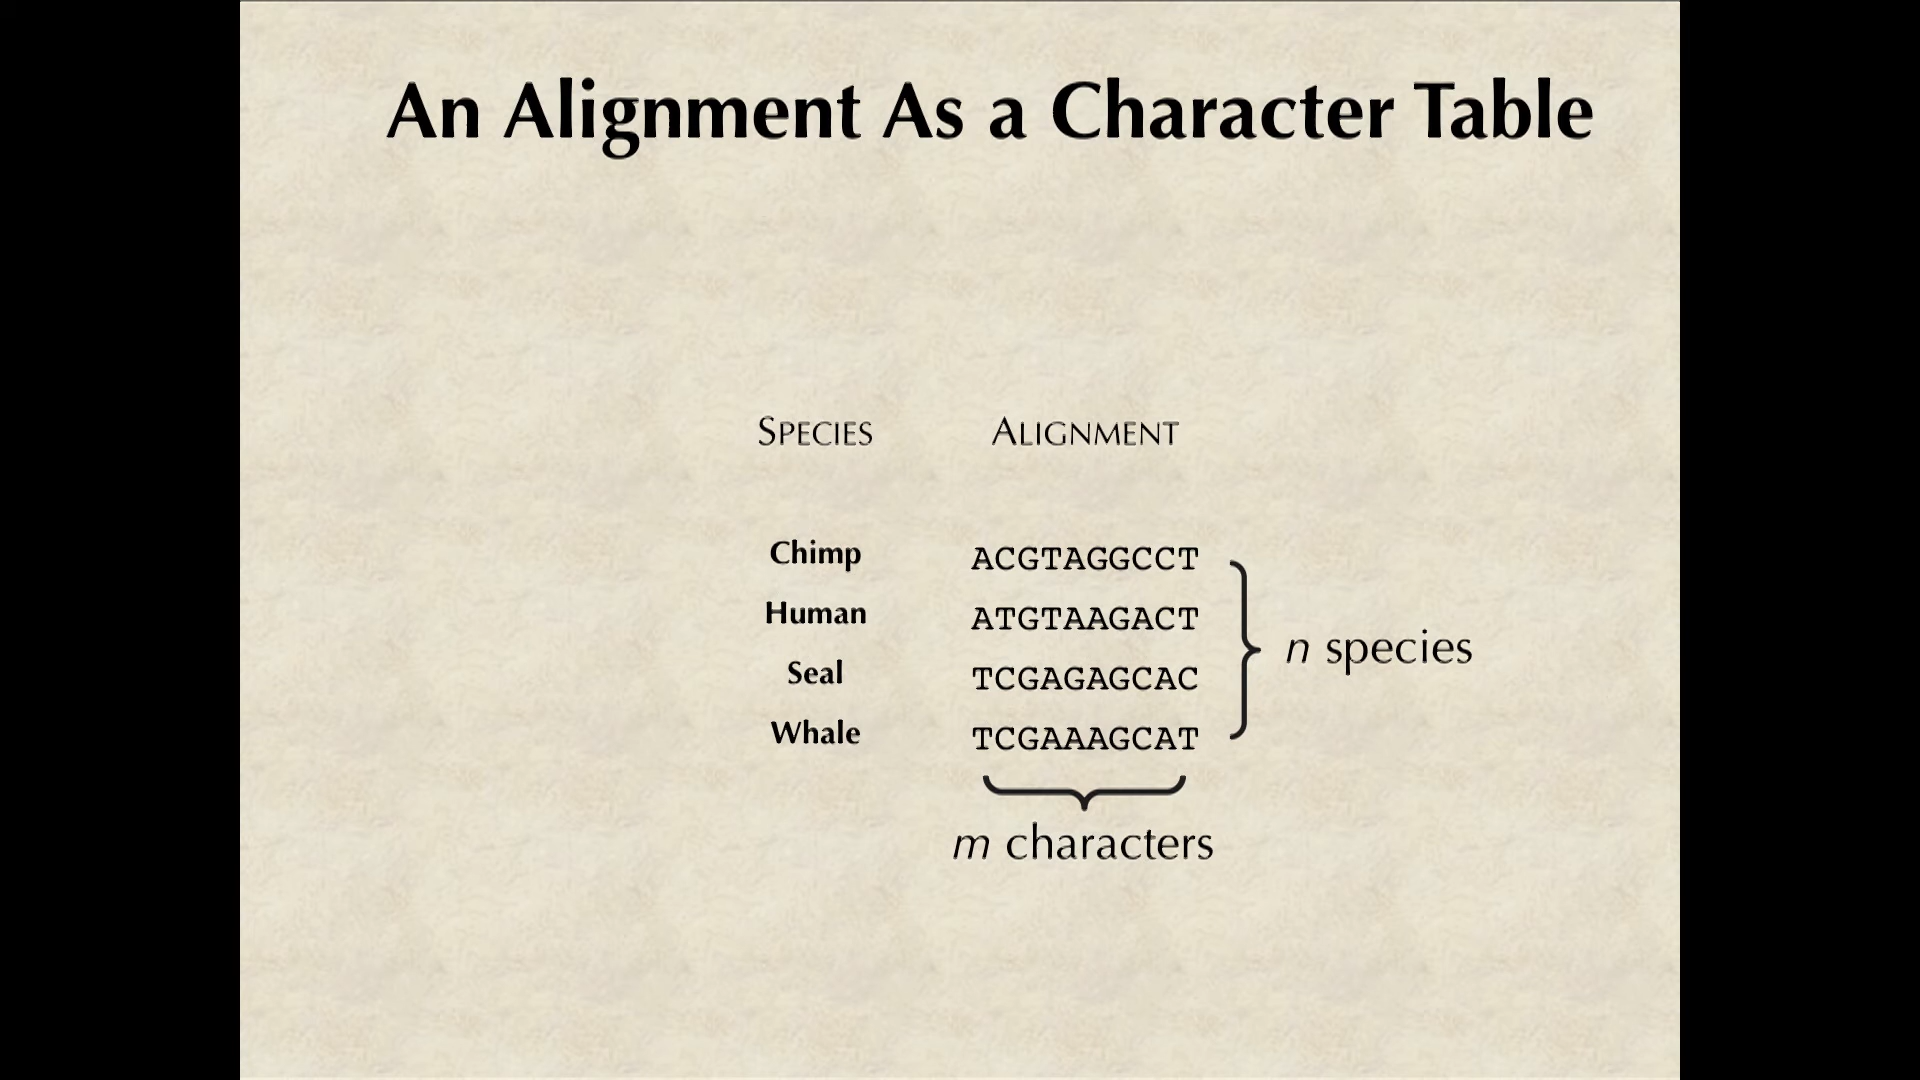 An Alignment As a Character Table
SPECIES ALIGNMENT
Chimp ACGTAGGCCT
Human ATGTAAGACT
Seal TCGAGAGCAC
Whale TCGAAAGCAT
n species
m characters